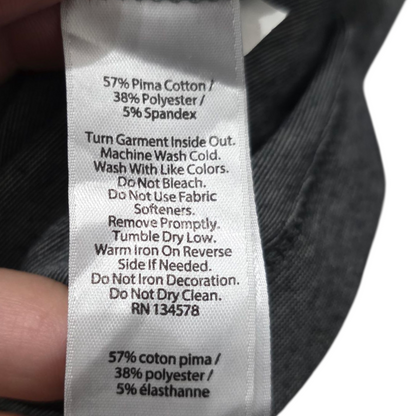 57% Pima Cotton /
38% Polyester /
5% Spandex
Turn Garment Inside Out.
Machine Wash Cold.
Wash With Like Colors.
Do Not Bleach.
Do Not Use Fabric
Softeners.
Remove Promptly.
Tumble Dry Low.
Warm Iron On Reverse
Side If Needed.
Do Not Iron Decoration.
Do Not Dry Clean.
RN 134578
57% coton pima /
38% polyester /
5% élasthanne